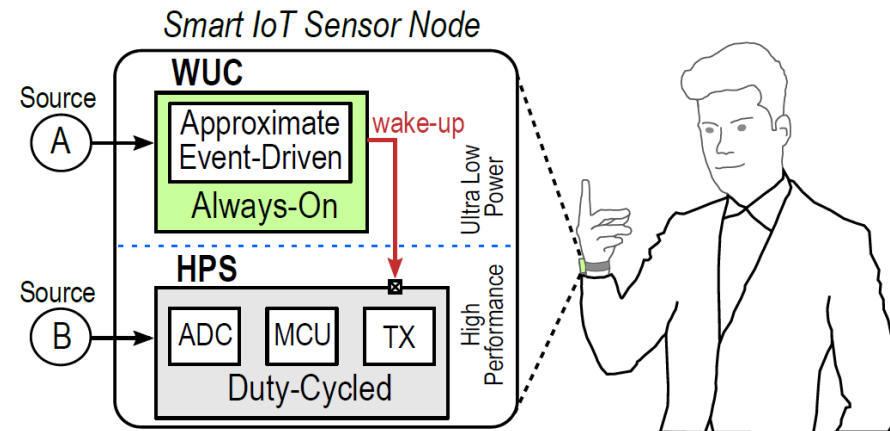 Smart IoT Sensor Node
WUC
Source
A
Approximate
Event-Driven
Always-On
wake-up
Ultra Low
Power
HPS
Source
B
ADC
MCU
TX
Duty-Cycled
High
Performance